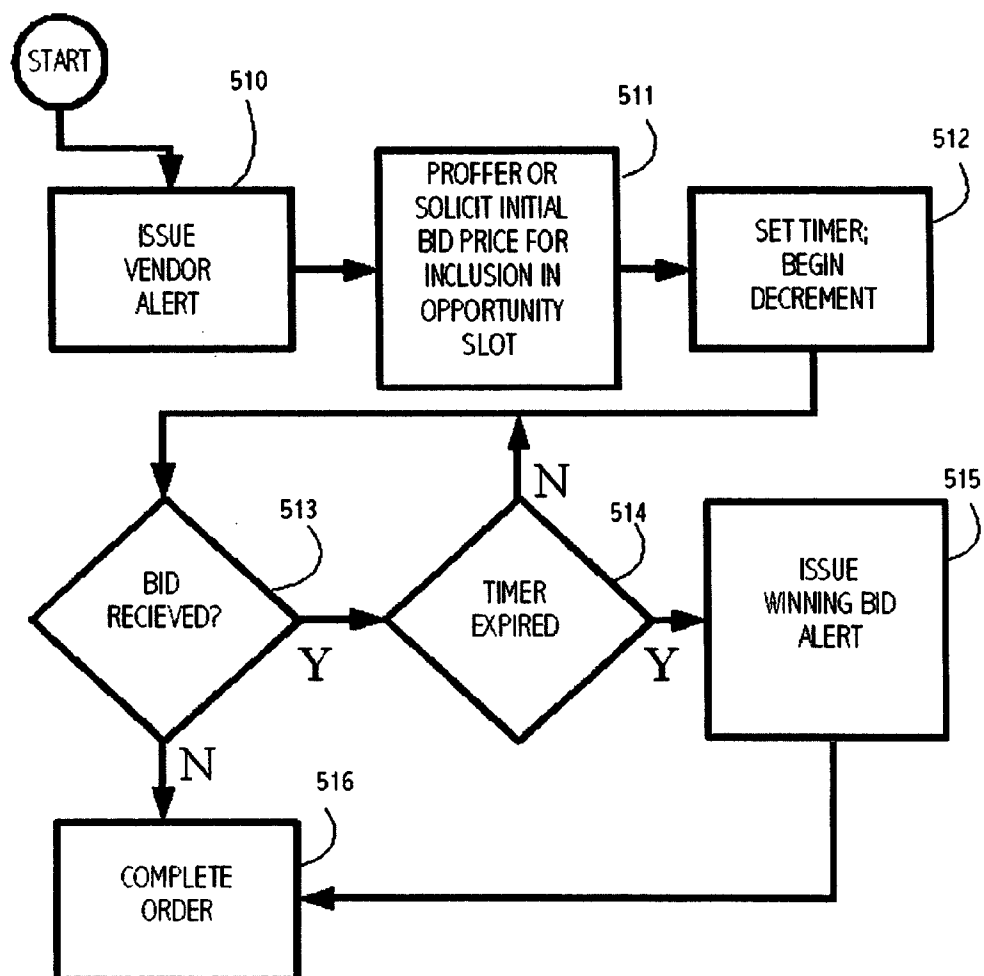 START
510
ISSUE
VENDOR
ALERT
511
PROFFER OR
SOLICIT INITIAL
BID PRICE FOR
INCLUSION IN
OPPORTUNITY
SLOT
512
SET TIMER;
BEGIN
DECREMENT
513
BID
RECIEVED?
Y
N
514
TIMER
EXPIRED
N
Y
515
ISSUE
WINNING BID
ALERT
516
COMPLETE
ORDER